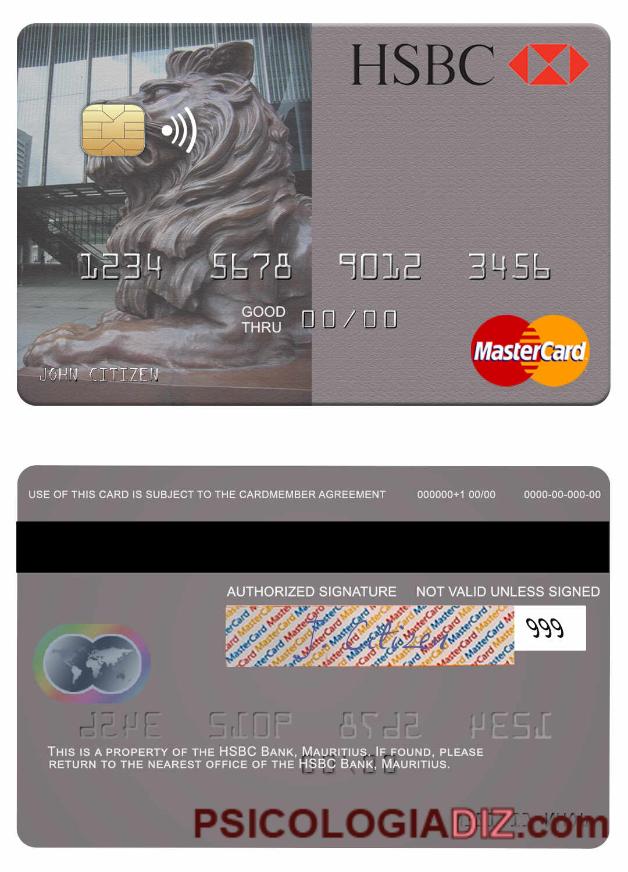 HSBC
1234 5678 9012 3456
GOOD THRU 00/00
MasterCard
JOHN CITIZEN
USE OF THIS CARD IS SUBJECT TO THE CARDMEMBER AGREEMENT 000000+1 00/00 0000-00-000-00
AUTHORIZED SIGNATURE NOT VALID UNLESS SIGNED
J. Citizen 999
THIS IS A PROPERTY OF THE HSBC BANK, MAURITIUS. IF FOUND, PLEASE
RETURN TO THE NEAREST OFFICE OF THE HSBC BANK, MAURITIUS.
PSICOLOGIADIZ.com